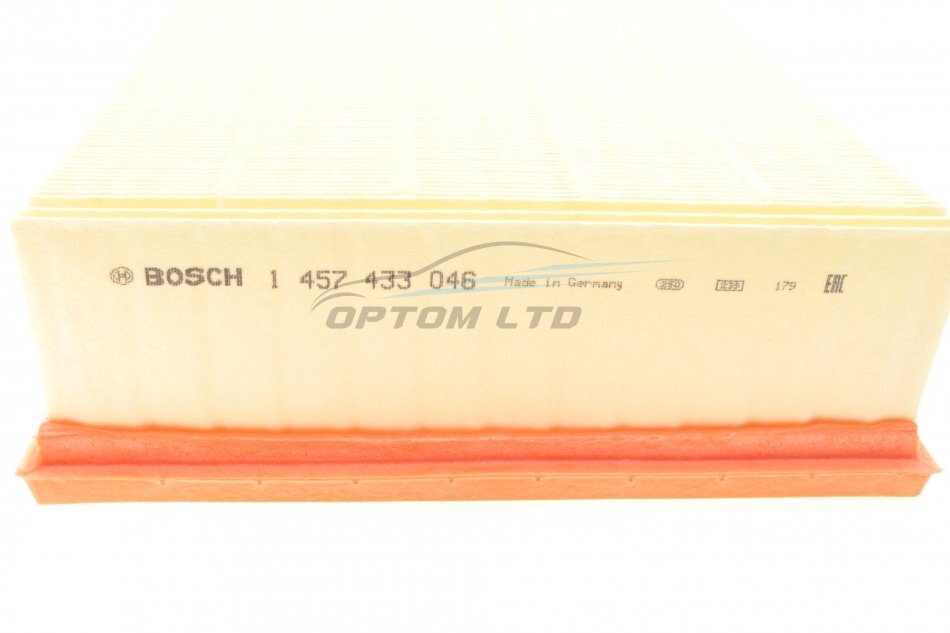 BOSCH 1 457 433 046 Made in Germany 179 EAC
OPTOM LTD